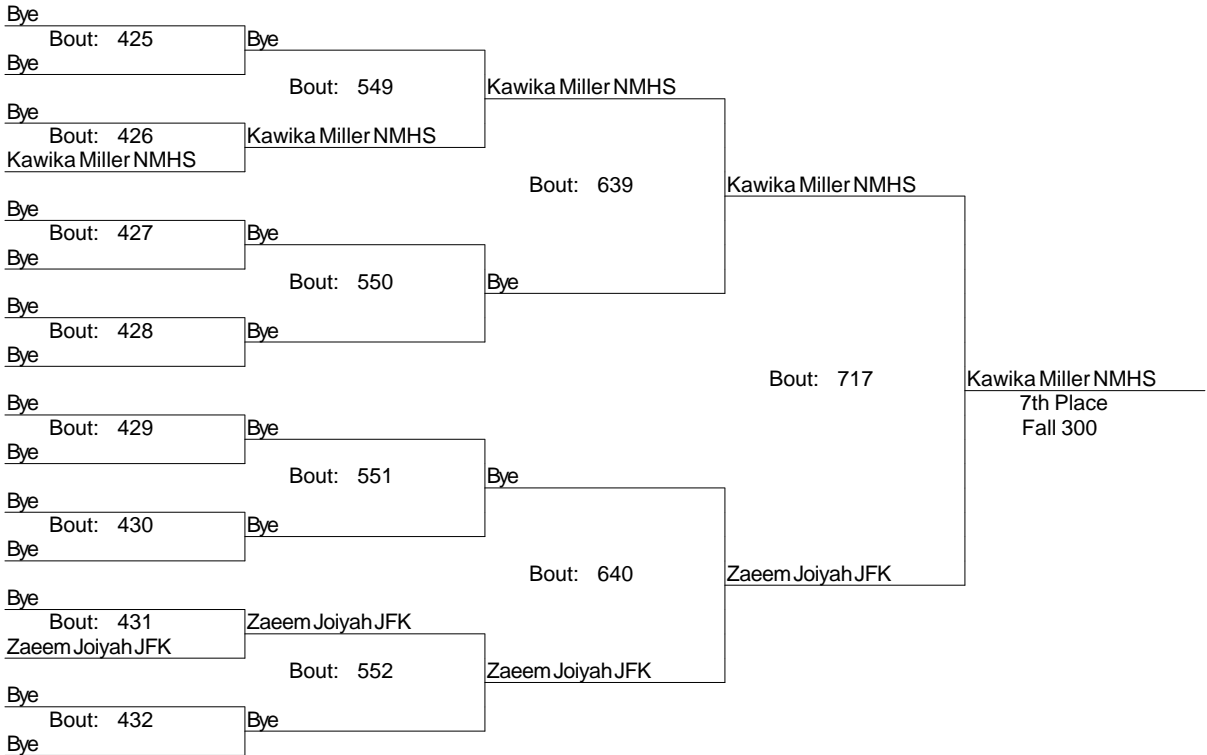 Bye
Bout: 425
Bye
Bye
Bout: 549
Kawika Miller NMHS
Bye
Bout: 426
Kawika Miller NMHS
Kawika Miller NMHS
Bout: 639
Kawika Miller NMHS
Bye
Bout: 427
Bye
Bye
Bout: 550
Bye
Bye
Bout: 428
Bye
Bye
Bout: 717
Kawika Miller NMHS
7th Place
Fall 300
Bye
Bout: 429
Bye
Bye
Bout: 551
Bye
Bye
Bout: 430
Bye
Bye
Bout: 640
Zaeem Joiyah JFK
Bye
Bout: 431
Zaeem Joiyah JFK
Zaeem Joiyah JFK
Bout: 552
Zaeem Joiyah JFK
Bye
Bout: 432
Bye
Bye